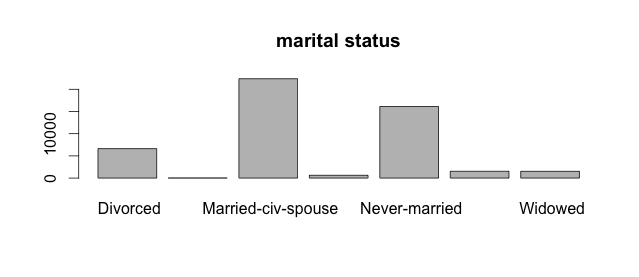 marital status
10000
0
Divorced Married-civ-spouse Never-married Widowed